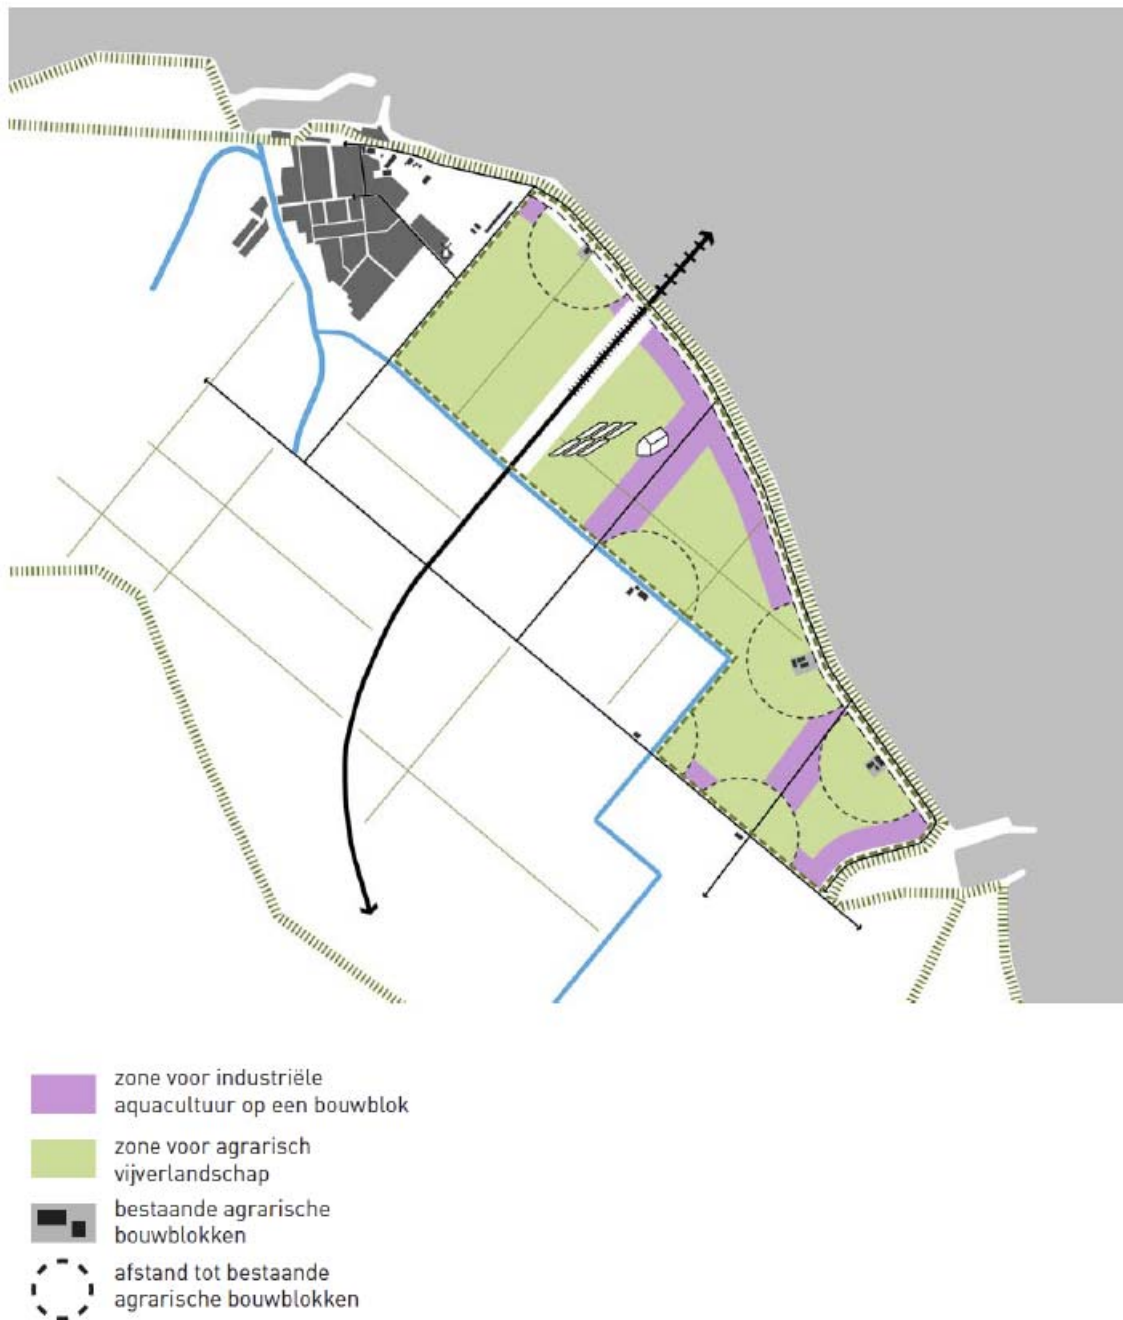 zone voor industriële
aquacultuur op een bouwblok
zone voor agrarisch
vijverlandschap
bestaande agrarische
bouwblokken
afstand tot bestaande
agrarische bouwblokken